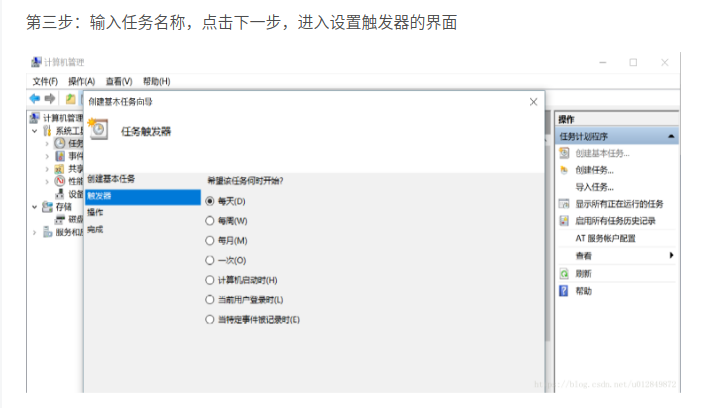 第三步：输入任务名称，点击下一步，进入设置触发器的界面
计算机管理
文件(F) 操作(A) 查看(V) 帮助(H)
创建基本任务向导
任务触发器
创建基本任务
触发器
操作
完成
希望该任务何时开始?
每天(D)
每周(W)
每月(M)
一次(O)
计算机启动时(H)
当前用户登录时(L)
当特定事件被记录时(E)
计算机管理
系统工
任务
事件
共享
性能
设备
存储
磁盘
服务和
操作
任务计划程序
创建基本任务...
创建任务...
导入任务...
显示所有正在运行的任务
启用所有任务历史记录
AT 服务帐户配置
查看
刷新
帮助